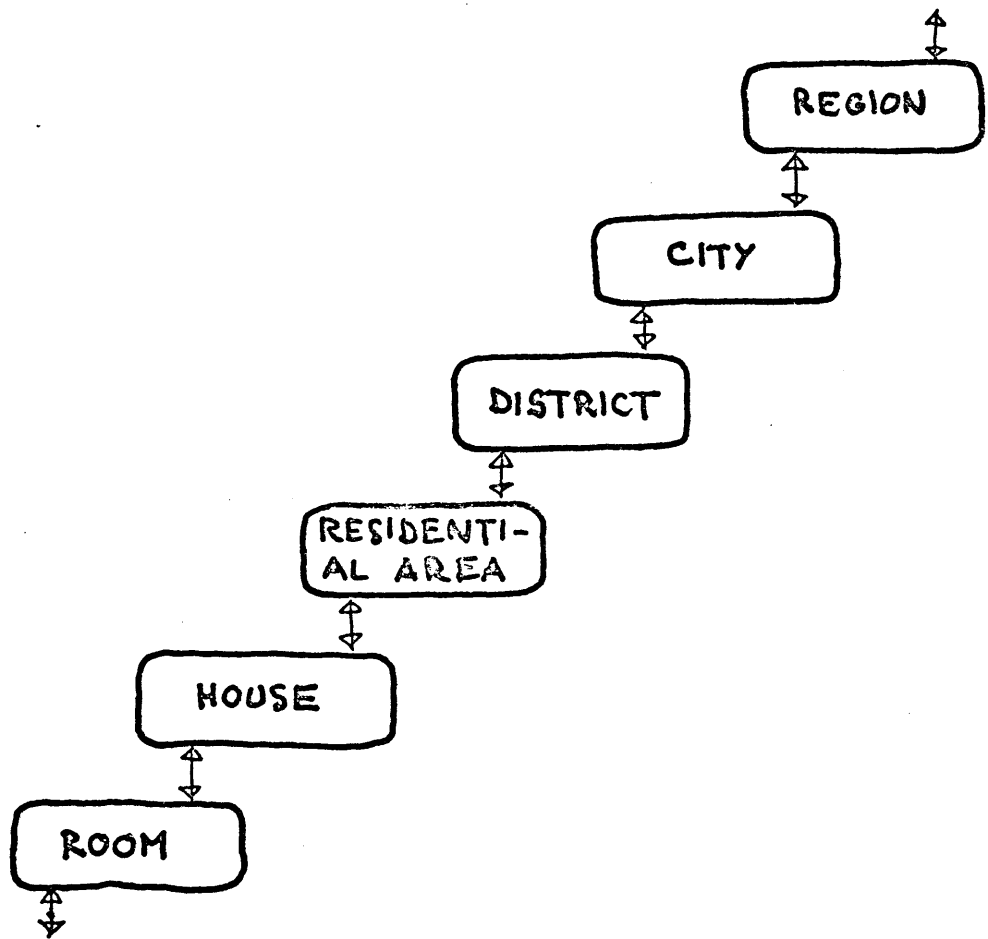 REGION
CITY
DISTRICT
RESIDENTI-
AL AREA
HOUSE
ROOM